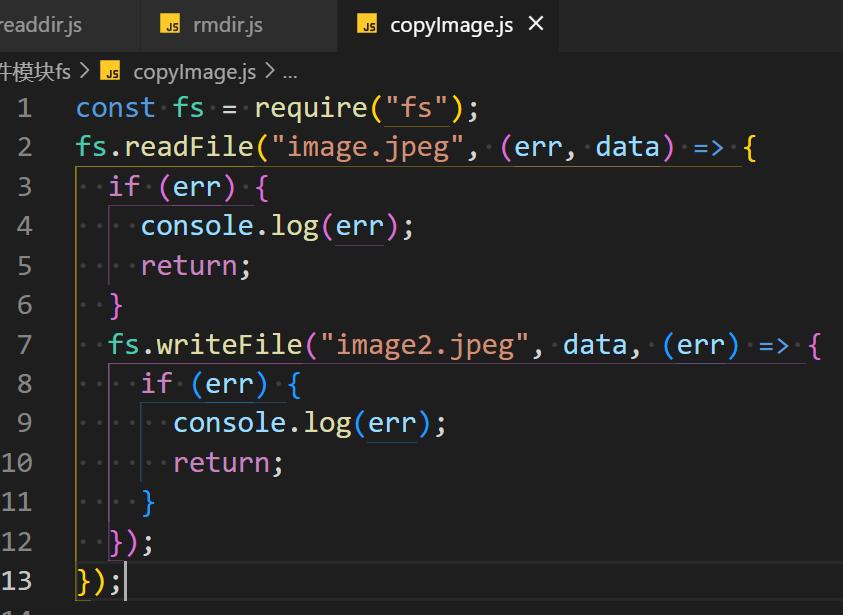 readdir.js JS rmdir.js JS copyImage.js ×
件模块fs > JS copyImage.js > ...
1 const fs = require("fs");
2 fs.readFile("image.jpeg", (err, data) => {
3   if (err) {
4     console.log(err);
5     return;
6   }
7   fs.writeFile("image2.jpeg", data, (err) => {
8     if (err) {
9       console.log(err);
10       return;
11     }
12   });
13 });